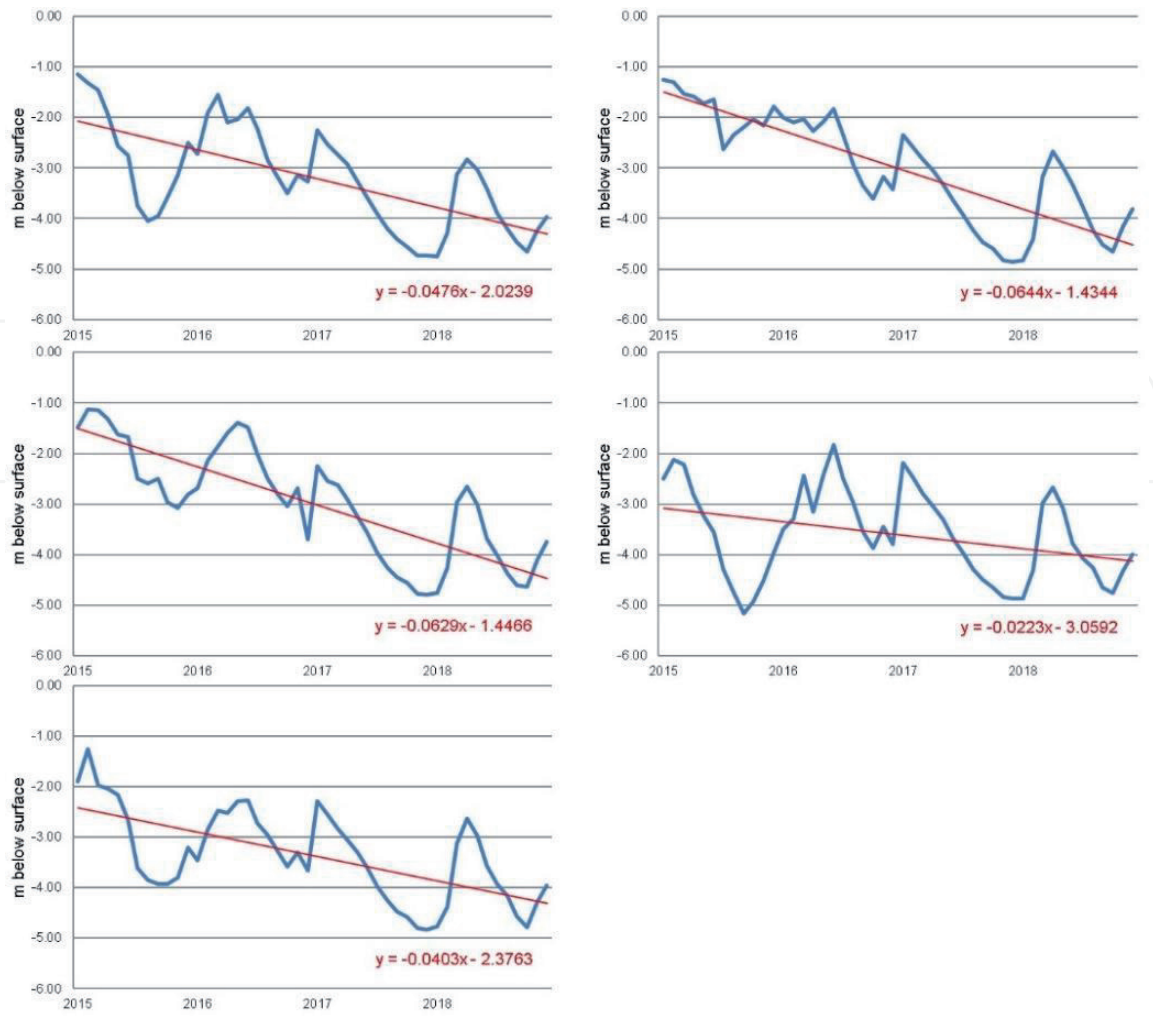 0.00
-1.00
-2.00
-3.00
-4.00
-5.00
-6.00
m below surface
y = -0.0476x - 2.0239
2015 2016 2017 2018
0.00
-1.00
-2.00
-3.00
-4.00
-5.00
-6.00
m below surface
y = -0.0644x - 1.4344
2015 2016 2017 2018
0.00
-1.00
-2.00
-3.00
-4.00
-5.00
-6.00
m below surface
y = -0.0629x - 1.4466
2015 2016 2017 2018
0.00
-1.00
-2.00
-3.00
-4.00
-5.00
-6.00
m below surface
y = -0.0223x - 3.0592
2015 2016 2017 2018
0.00
-1.00
-2.00
-3.00
-4.00
-5.00
-6.00
m below surface
y = -0.0403x - 2.3763
2015 2016 2017 2018